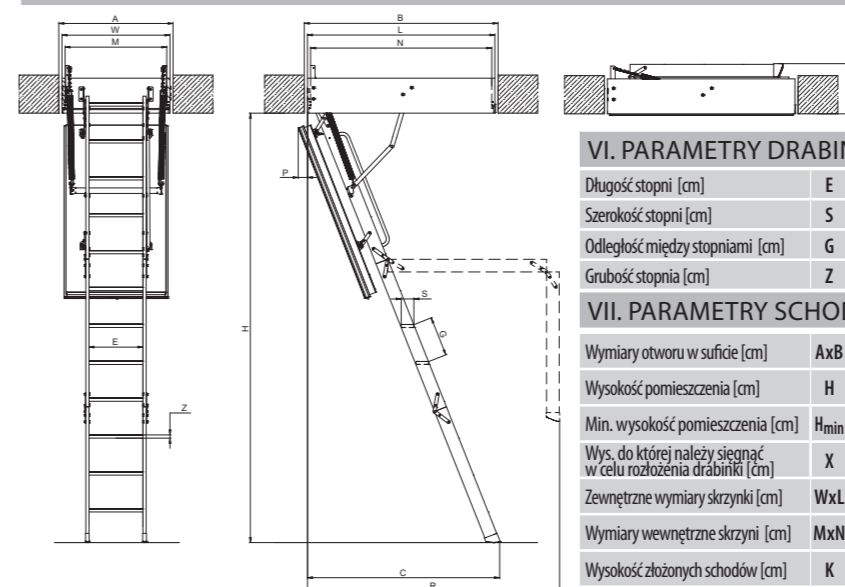 A
W
M
B
L
N
P
H
S
G
E
Z
C
R
VI. PARAMETRY DRABIN
Długość stopni [cm] E
Szerokość stopni [cm] S
Odległość między stopniami [cm] G
Grubość stopnia [cm] Z
VII. PARAMETRY SCHO
Wymiary otworu w suficie [cm] AxB
Wysokość pomieszczenia [cm] H
Min. wysokość pomieszczenia [cm] Hmin
Wys. do której należy sięgnąć
w celu rozłożenia drabinki [cm] X
Zewnętrzne wymiary skrzynki [cm] WxL
Wymiary wewnętrzne skrzyni [cm] MxN
Wysokość złożonych schodów [cm] K